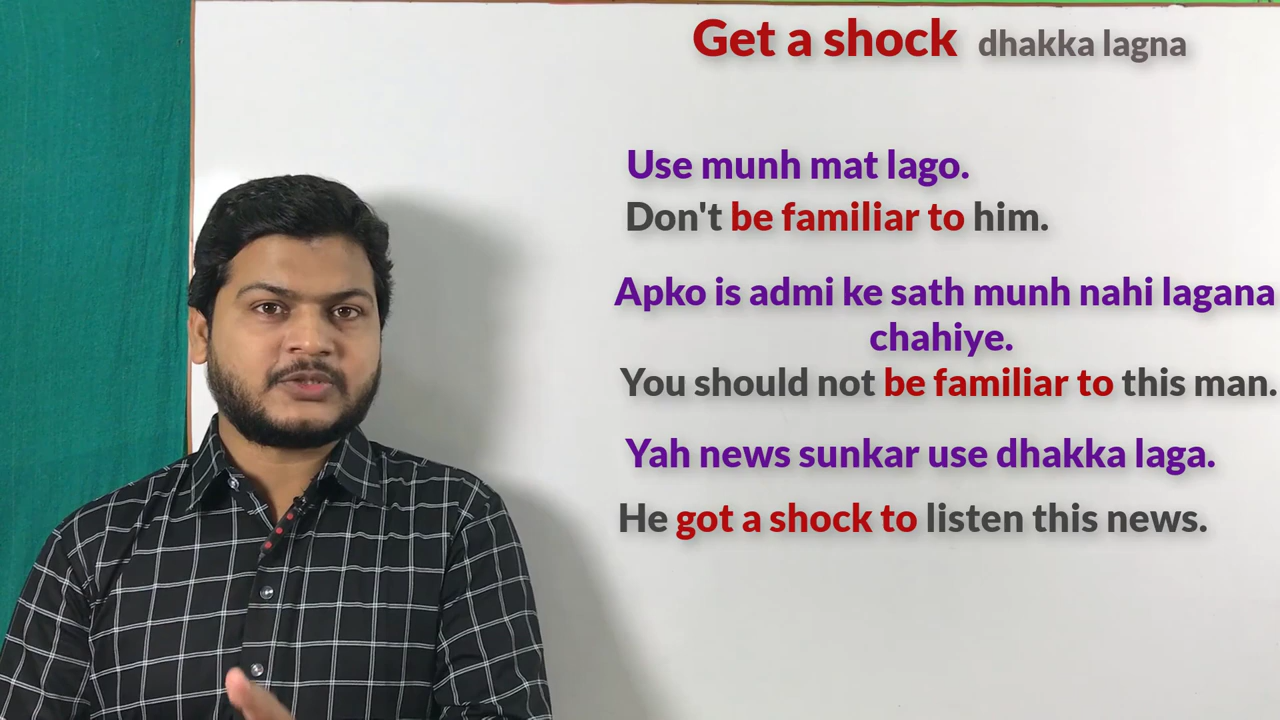 Get a shock dhakka lagna
Use munh mat lago.
Don't be familiar to him.
Apko is admi ke sath munh nahi lagana
chahiye.
You should not be familiar to this man.
Yah news sunkar use dhakka laga.
He got a shock to listen this news.